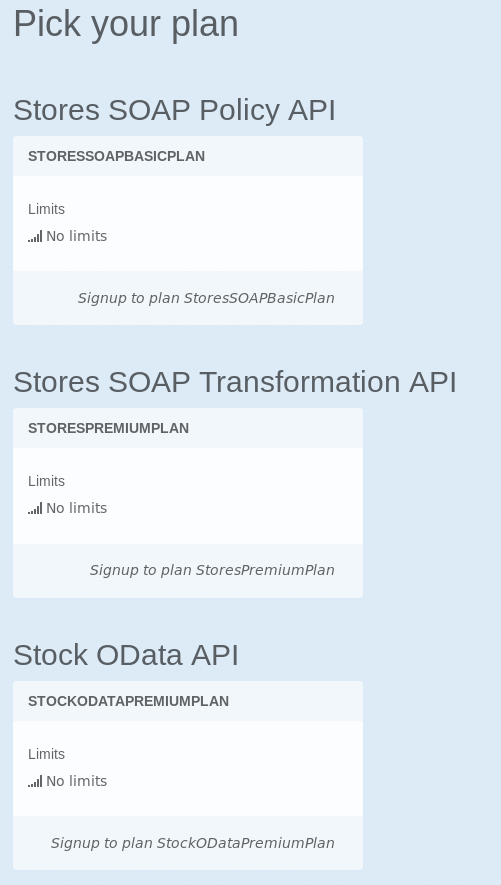 Pick your plan
Stores SOAP Policy API
STORESSOAPBASICPLAN
Limits
No limits
Signup to plan StoresSOAPBasicPlan
Stores SOAP Transformation API
STORESPREMIUMPLAN
Limits
No limits
Signup to plan StoresPremiumPlan
Stock OData API
STOCKODATAPREMIUMPLAN
Limits
No limits
Signup to plan StockODataPremiumPlan